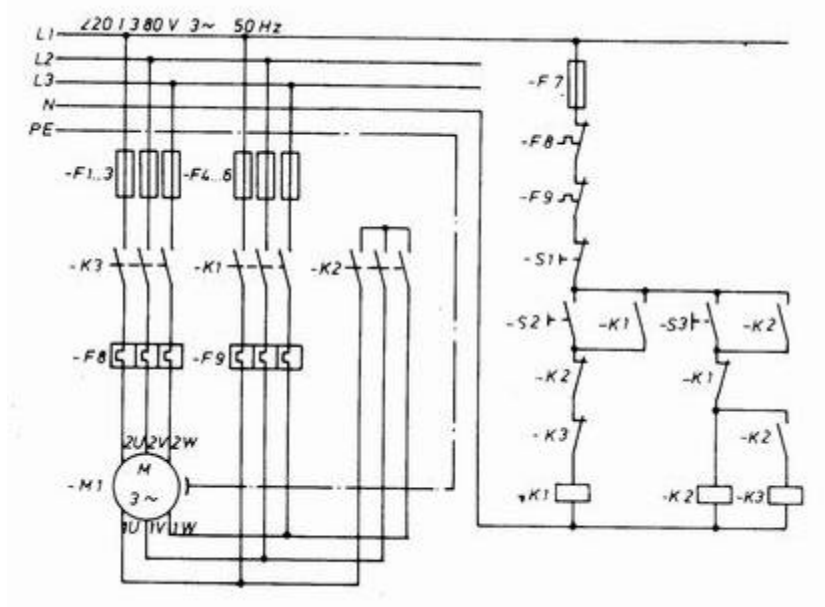 220 / 380 V 3~ 50 Hz
L1
L2
L3
N
PE
-F1...3
-F4...6
-K3
-K1
-K2
-F8
-F9
2U 2V 2W
M
3~
-M1
1U 1V 1W
-F7
-F8
-F9
-S1
-S2
-K1
-S3
-K2
-K2
-K1
-K3
-K2
K1
-K2
-K3